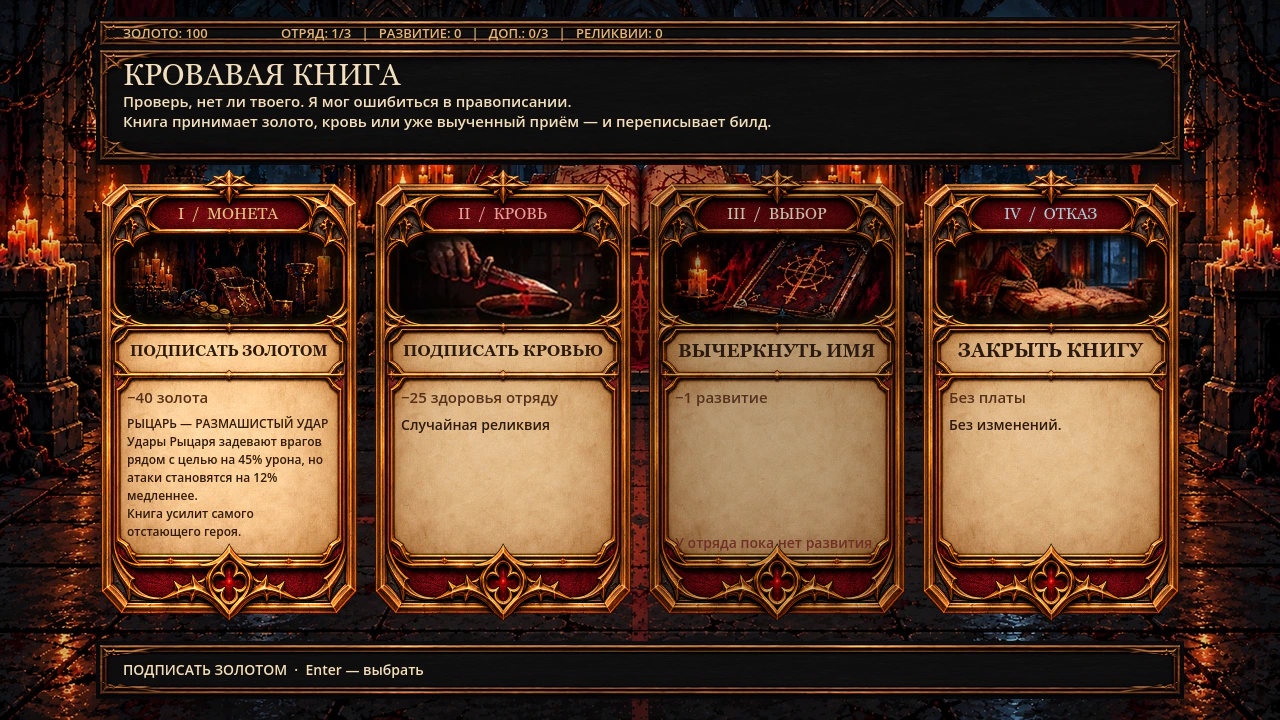 ЗОЛОТО: 100 ОТРЯД: 1/3 | РАЗВИТИЕ: 0 | ДОП.: 0/3 | РЕЛИКВИИ: 0
КРОВАВАЯ КНИГА
Проверь, нет ли твоего. Я мог ошибиться в правописании.
Книга принимает золото, кровь или уже выученный приём — и переписывает билд.
I / МОНЕТА
ПОДПИСАТЬ ЗОЛОТОМ
−40 золота
РЫЦАРЬ — РАЗМАШИСТЫЙ УДАР
Удары Рыцаря задевают врагов
рядом с целью на 45% урона, но
атаки становятся на 12%
медленнее.
Книга усилит самого
отстающего героя.
II / КРОВЬ
ПОДПИСАТЬ КРОВЬЮ
−25 здоровья отряду
Случайная реликвия
III / ВЫБОР
ВЫЧЕРКНУТЬ ИМЯ
−1 развитие
У отряда пока нет развития
IV / ОТКАЗ
ЗАКРЫТЬ КНИГУ
Без платы
Без изменений.
ПОДПИСАТЬ ЗОЛОТОМ · Enter — выбрать